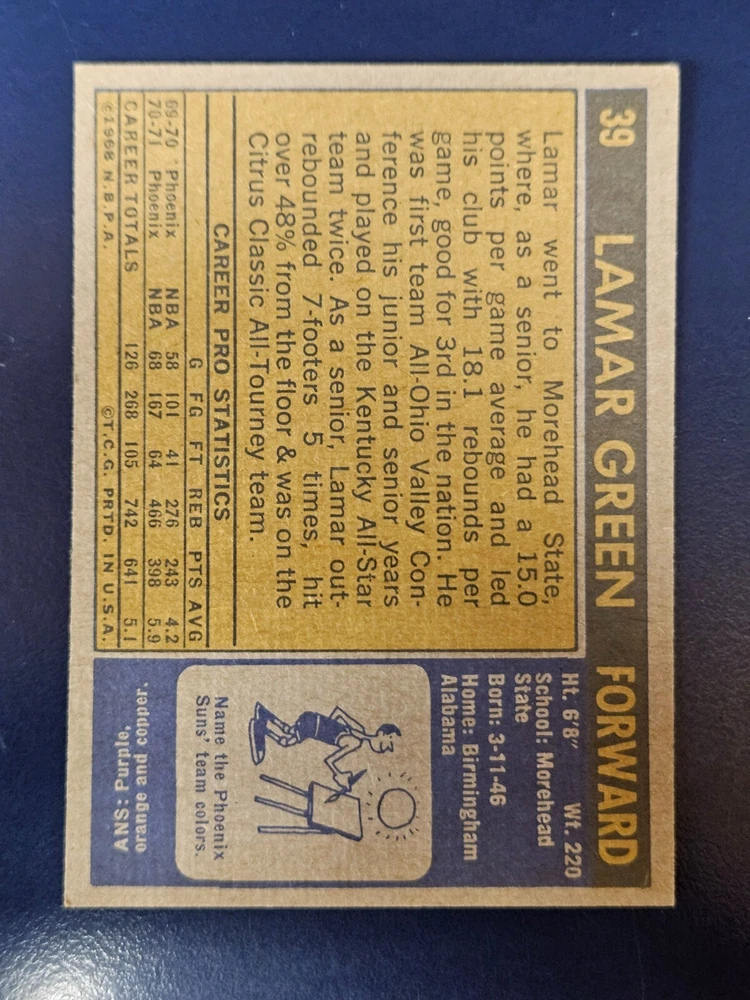 39 LAMAR GREEN FORWARD
Lamar went to Morehead State,
where, as a senior, he had a 15.0
points per game average and led
his club with 18.1 rebounds per
game, good for 3rd in the nation. He
was first team All-Ohio Valley Con-
ference his junior and senior years
and played on the Kentucky All-Star
team twice. As a senior, Lamar out-
rebounded 7-footers 5 times, hit
over 48% from the floor & was on the
Citrus Classic All-Tourney team.
CAREER PRO STATISTICS
G FG FT REB PTS AVG
69-70 Phoenix NBA 58 101 41 276 243 4.2
70-71 Phoenix NBA 68 167 64 466 398 5.9
CAREER TOTALS 126 268 105 742 641 5.1
©1968 N.B.P.A. ©T.C.G. PRTD. IN U.S.A.
Ht. 6'8" Wt. 220
School: Morehead
State
Born: 3-11-46
Home: Birmingham
Alabama
Name the Phoenix
Suns' team colors.
ANS: Purple,
orange and copper.